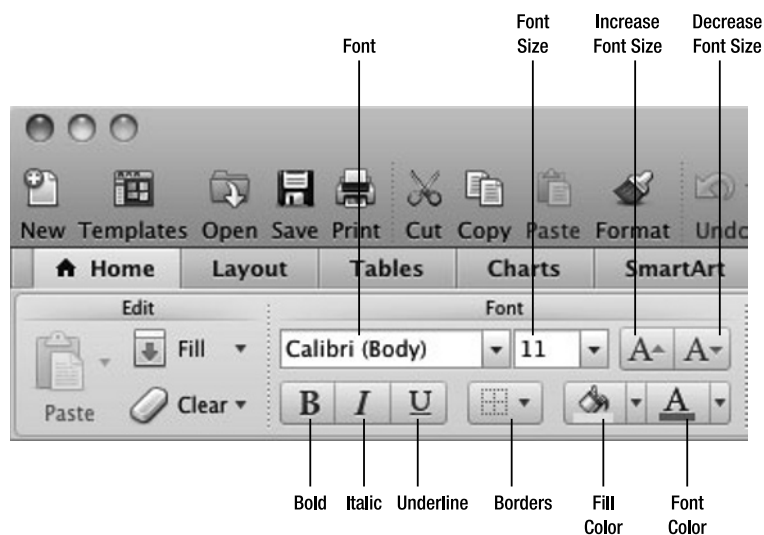 Font
Font Size
Increase Font Size
Decrease Font Size
New Templates Open Save Print Cut Copy Paste Format Undo
Home Layout Tables Charts SmartArt
Edit Font
Fill Calibri (Body) 11 A A
Paste Clear B I U A
Bold Italic Underline Borders Fill Color Font Color